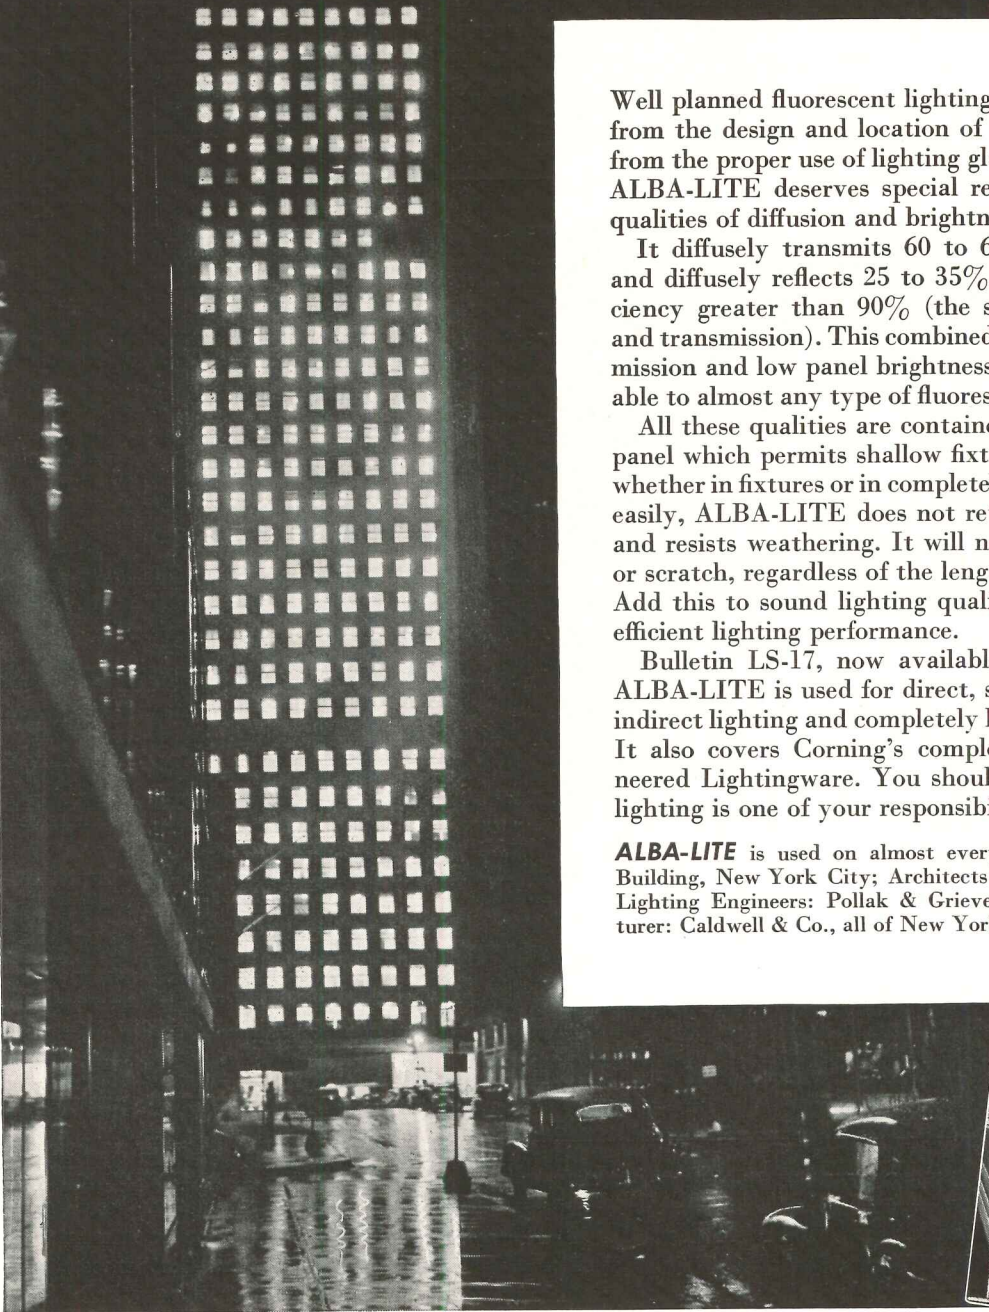 Well planned fluorescent lighting
from the design and location of
from the proper use of lighting gl
ALBA-LITE deserves special re
qualities of diffusion and brightn
It diffusely transmits 60 to 6
and diffusely reflects 25 to 35%
ciency greater than 90% (the s
and transmission). This combined
mission and low panel brightness
able to almost any type of fluores
All these qualities are containe
panel which permits shallow fixt
whether in fixtures or in complete
easily, ALBA-LITE does not re
and resists weathering. It will n
or scratch, regardless of the leng
Add this to sound lighting quali
efficient lighting performance.
Bulletin LS-17, now availabl
ALBA-LITE is used for direct, s
indirect lighting and completely l
It also covers Corning's compl
neered Lightingware. You shoul
lighting is one of your responsibi
ALBA-LITE is used on almost ever
Building, New York City; Architects
Lighting Engineers: Pollak & Grieve
turer: Caldwell & Co., all of New Yor